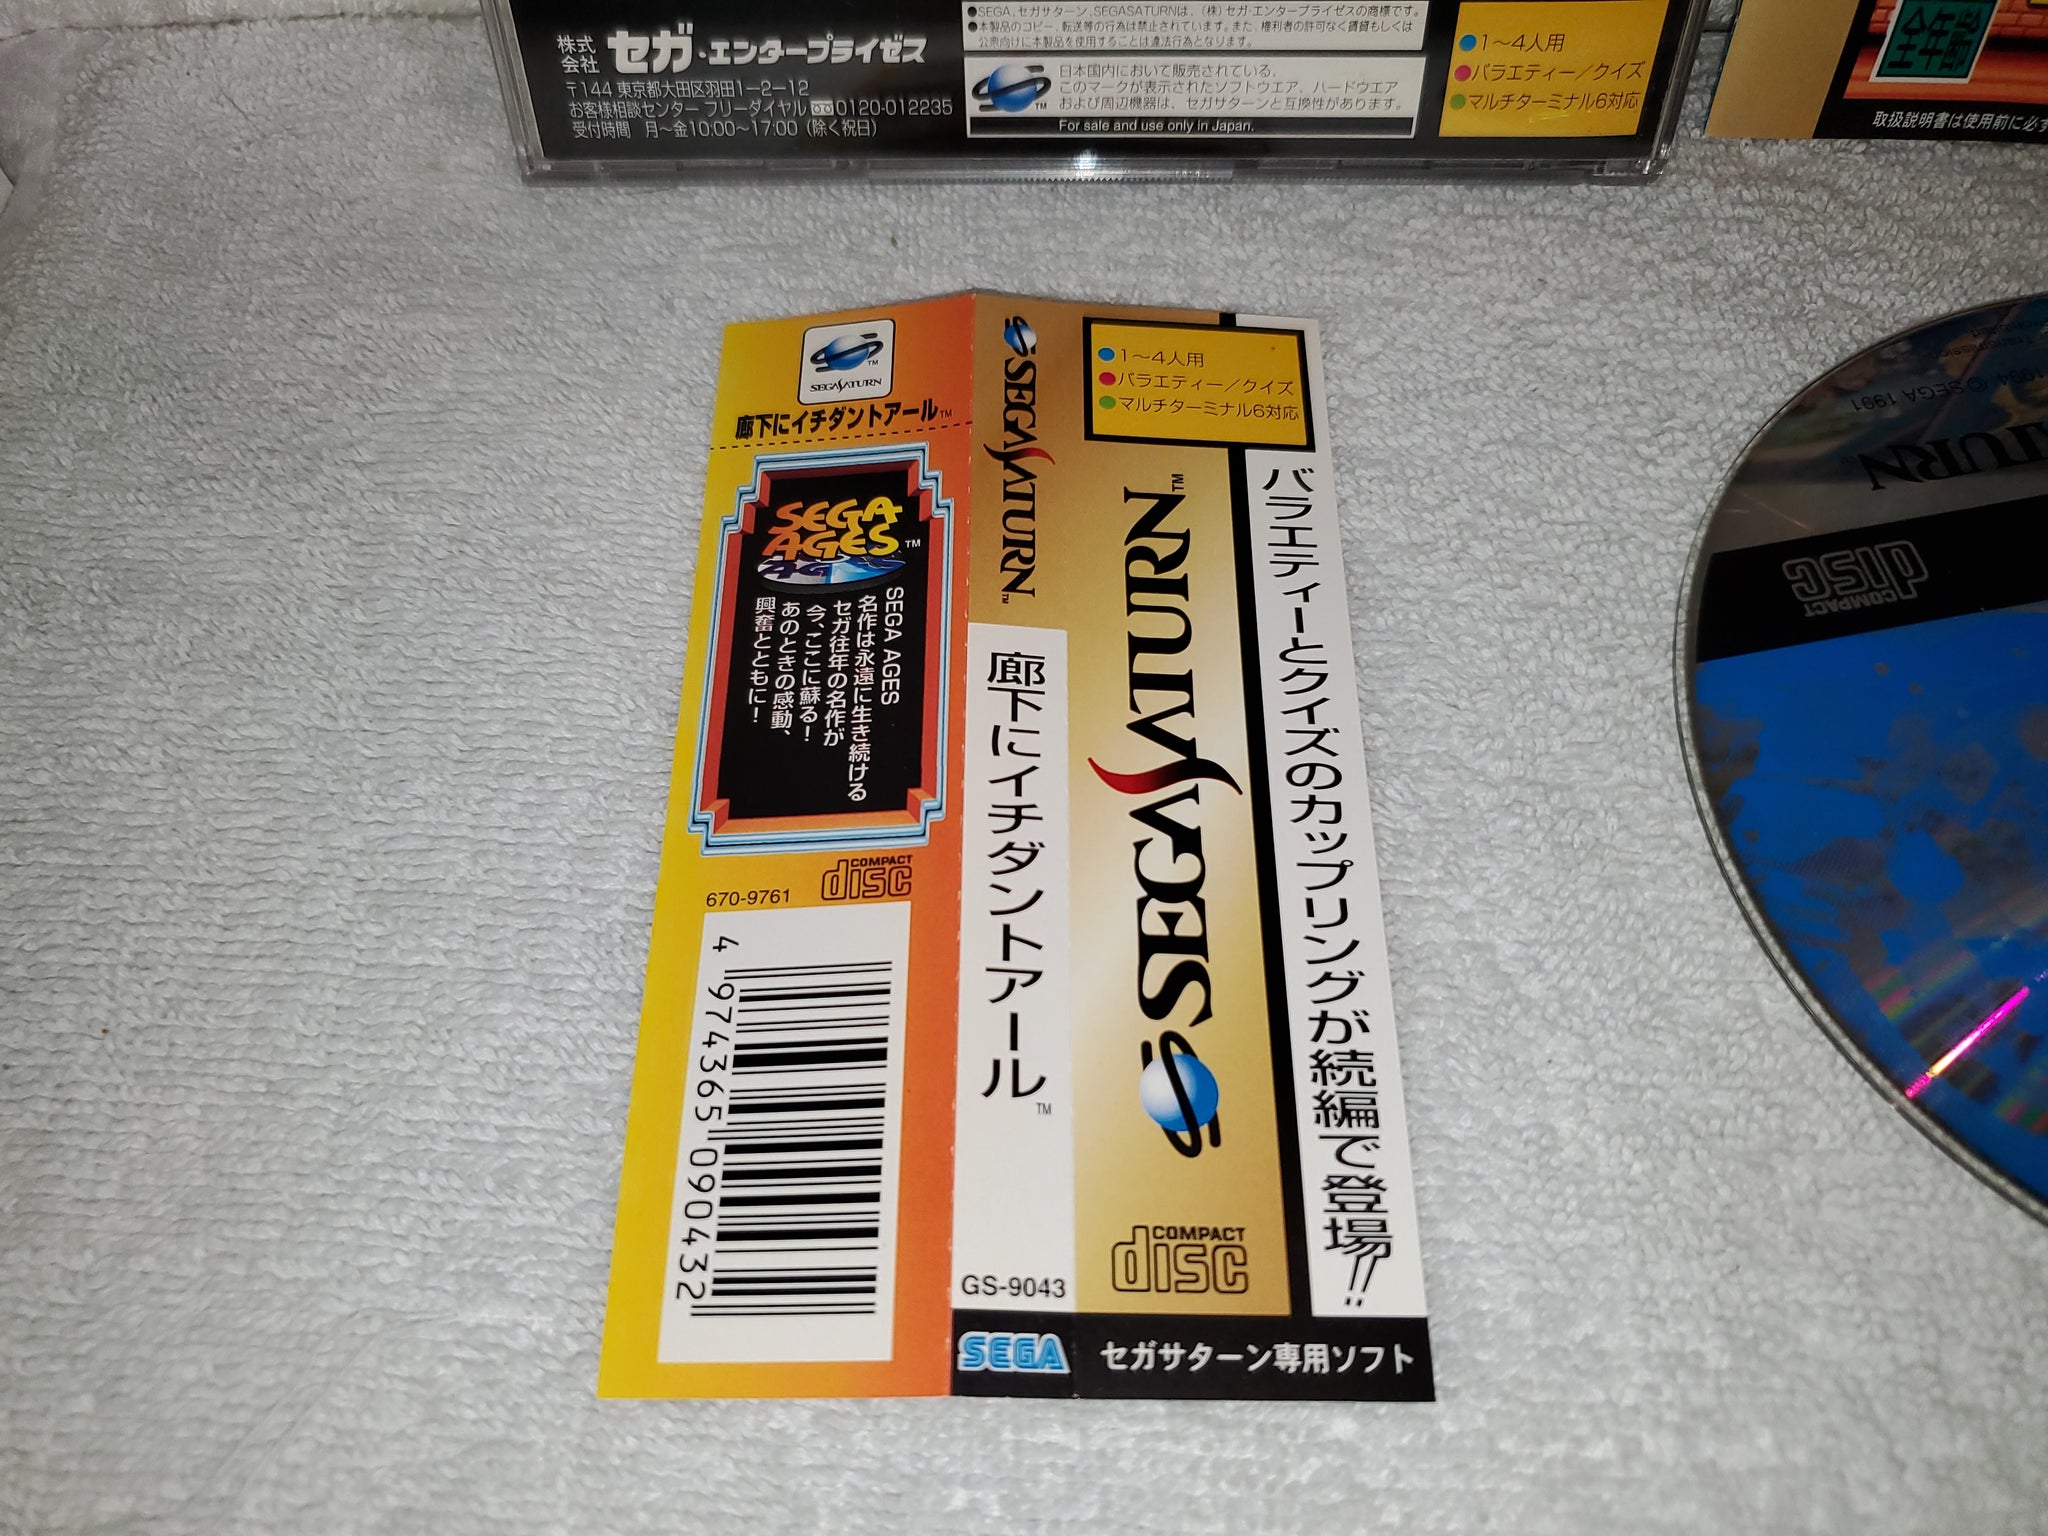 ●SEGA、セガサターン、SEGASATURNは、(株)セガ・エンタープライゼスの商標です。
●本製品のコピー、転送等の行為は禁止されています。また、権利者の許可なく賃貸もしくは
公衆向けに本製品を使用することは違法行為となります。
株式会社 セガ・エンタープライゼス
〒144 東京都大田区羽田1-2-12
お客様相談センター フリーダイヤル 0120-012235
受付時間 月〜金10:00〜17:00 (除く祝日)
TM
日本国内において販売されている、
このマークが表示されたソフトウエア、ハードウエア
および周辺機器は、セガサターンと互換性があります。
For sale and use only in Japan.
●1〜4人用
●バラエティー/クイズ
●マルチターミナル6対応
全年齢
取扱説明書は使用前に必ず
TM
SEGASATURN
廊下にイチダントアール™
SEGA AGES™
SEGA AGES
名作は永遠に生き続ける
セガ往年の名作が
今、ここに蘇る!
あのときの感動、
興奮とともに!
670-9761
COMPACT disc
4 974365 090432
SEGASATURN™
廊下にイチダントアール™
GS-9043
SEGA
●1〜4人用
●バラエティー/クイズ
●マルチターミナル6対応
SEGASATURN™
COMPACT disc
バラエティーとクイズのカップリングが続編で登場!!
セガサターン専用ソフト
1994 © SEGA 1991
ATURN
COMPACT disc